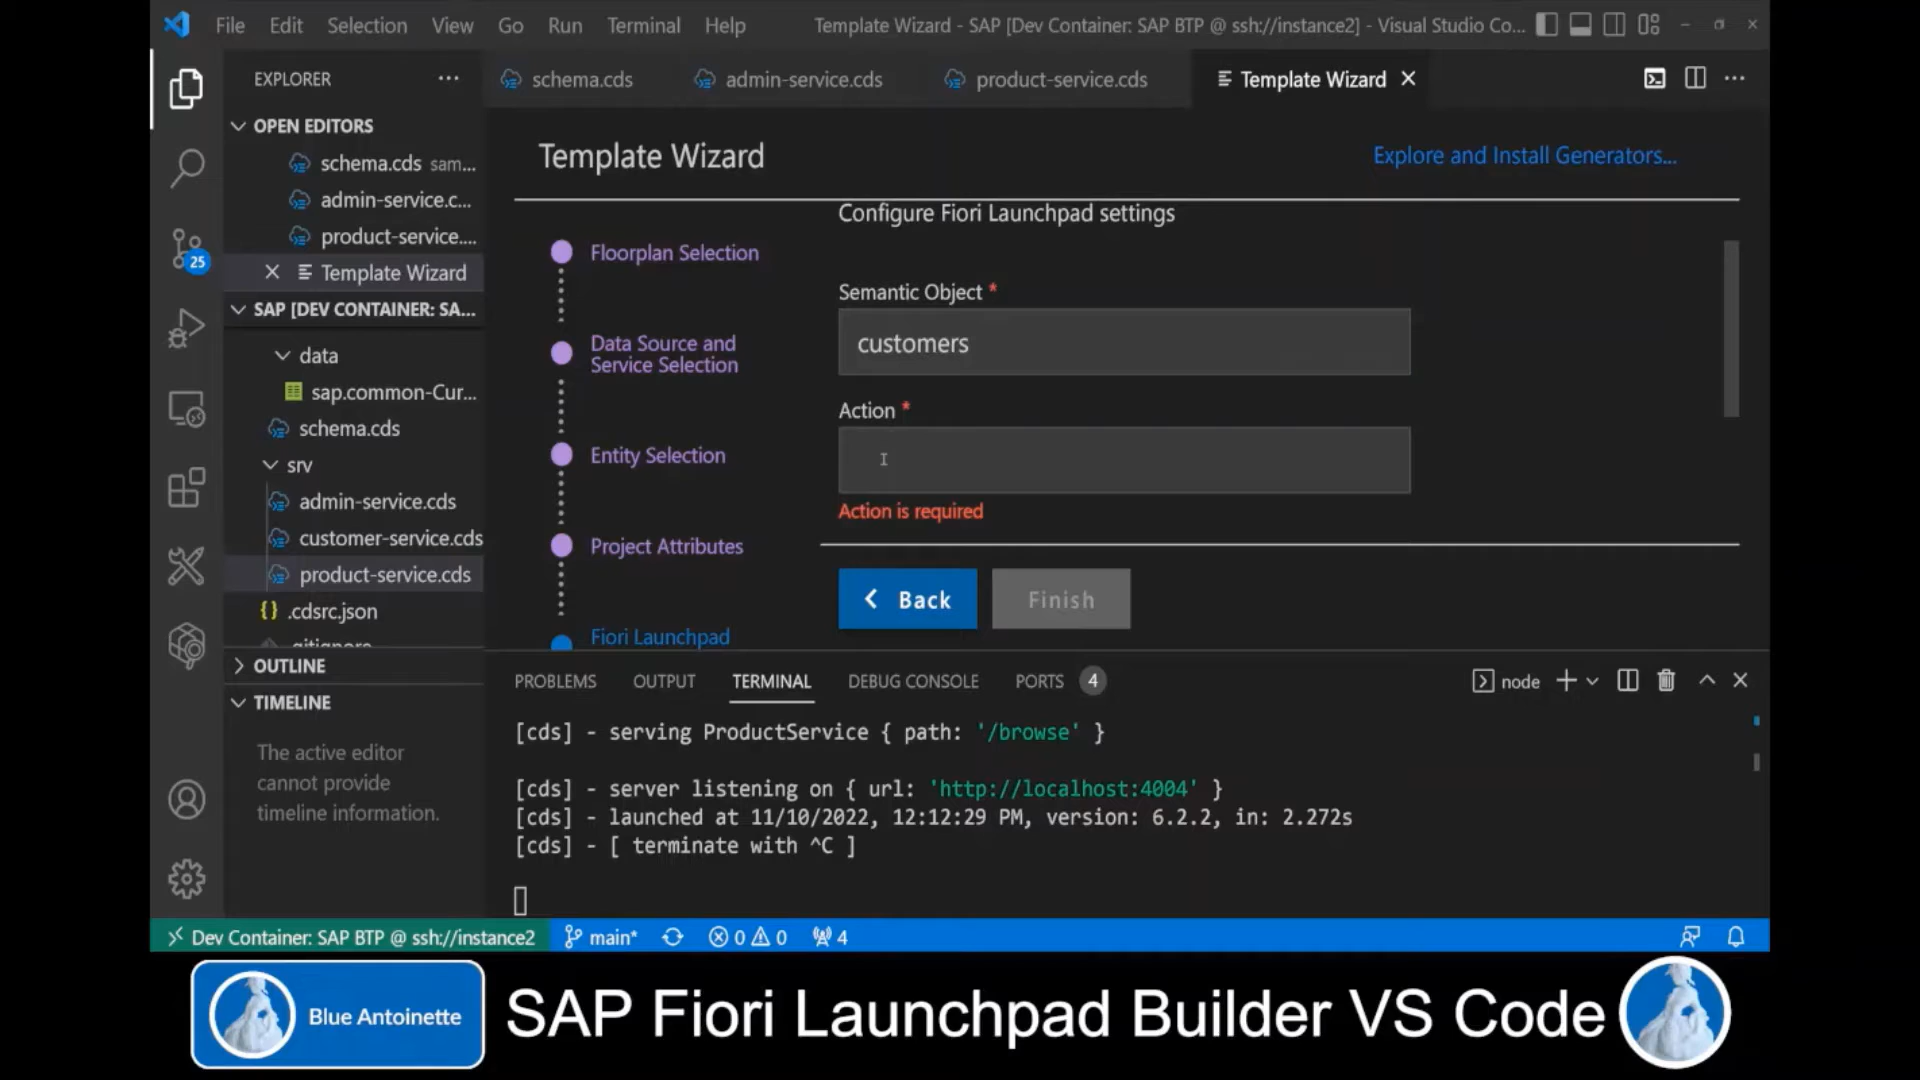 File Edit Selection View Go Run Terminal Help
Template Wizard - SAP [Dev Container: SAP BTP @ ssh://instance2] - Visual Studio Co...
EXPLORER
schema.cds
admin-service.cds
product-service.cds
Template Wizard
OPEN EDITORS
schema.cds sam...
admin-service.c...
product-service....
Template Wizard
SAP [DEV CONTAINER: SA...
data
sap.common-Cur...
schema.cds
srv
admin-service.cds
customer-service.cds
product-service.cds
{} .cdsrc.json
.gitignore
OUTLINE
TIMELINE
The active editor
cannot provide
timeline information.
25
Template Wizard
Explore and Install Generators...
Floorplan Selection
Data Source and
Service Selection
Entity Selection
Project Attributes
Fiori Launchpad
Configure Fiori Launchpad settings
Semantic Object *
customers
Action *
Action is required
Back
Finish
PROBLEMS OUTPUT TERMINAL DEBUG CONSOLE PORTS 4
node
[cds] - serving ProductService { path: '/browse' }
[cds] - server listening on { url: 'http://localhost:4004' }
[cds] - launched at 11/10/2022, 12:12:29 PM, version: 6.2.2, in: 2.272s
[cds] - [ terminate with ^C ]
Dev Container: SAP BTP @ ssh://instance2 main* 0 0 4
Blue Antoinette
SAP Fiori Launchpad Builder VS Code